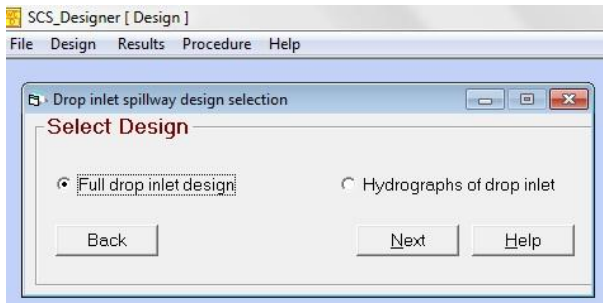 SCS_Designer [ Design ]
File Design Results Procedure Help
Drop inlet spillway design selection
Select Design
Full drop inlet design Hydrographs of drop inlet
Back Next Help